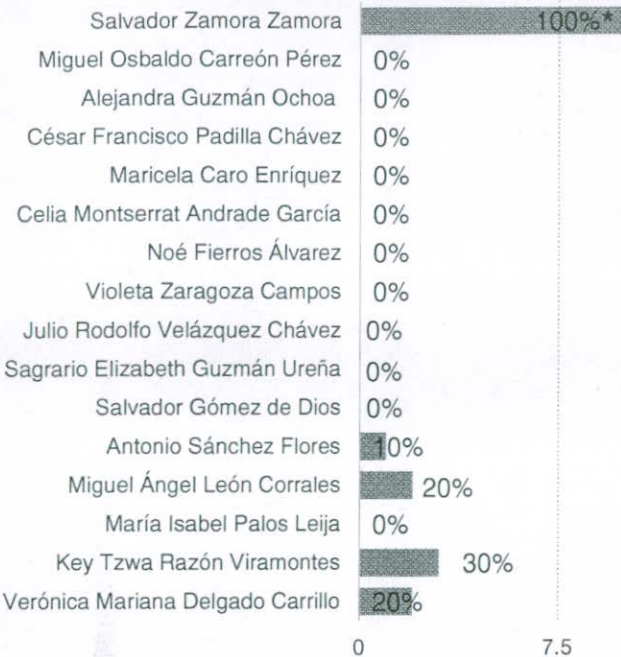 Salvador Zamora Zamora 100%*
Miguel Osbaldo Carreón Pérez 0%
Alejandra Guzmán Ochoa 0%
César Francisco Padilla Chávez 0%
Maricela Caro Enríquez 0%
Celia Montserrat Andrade García 0%
Noé Fierros Álvarez 0%
Violeta Zaragoza Campos 0%
Julio Rodolfo Velázquez Chávez 0%
Sagrario Elizabeth Guzmán Ureña 0%
Salvador Gómez de Dios 0%
Antonio Sánchez Flores 10%
Miguel Ángel León Corrales 20%
María Isabel Palos Leija 0%
Key Tzwa Razón Viramontes 30%
Verónica Mariana Delgado Carrillo 20%
0 7.5